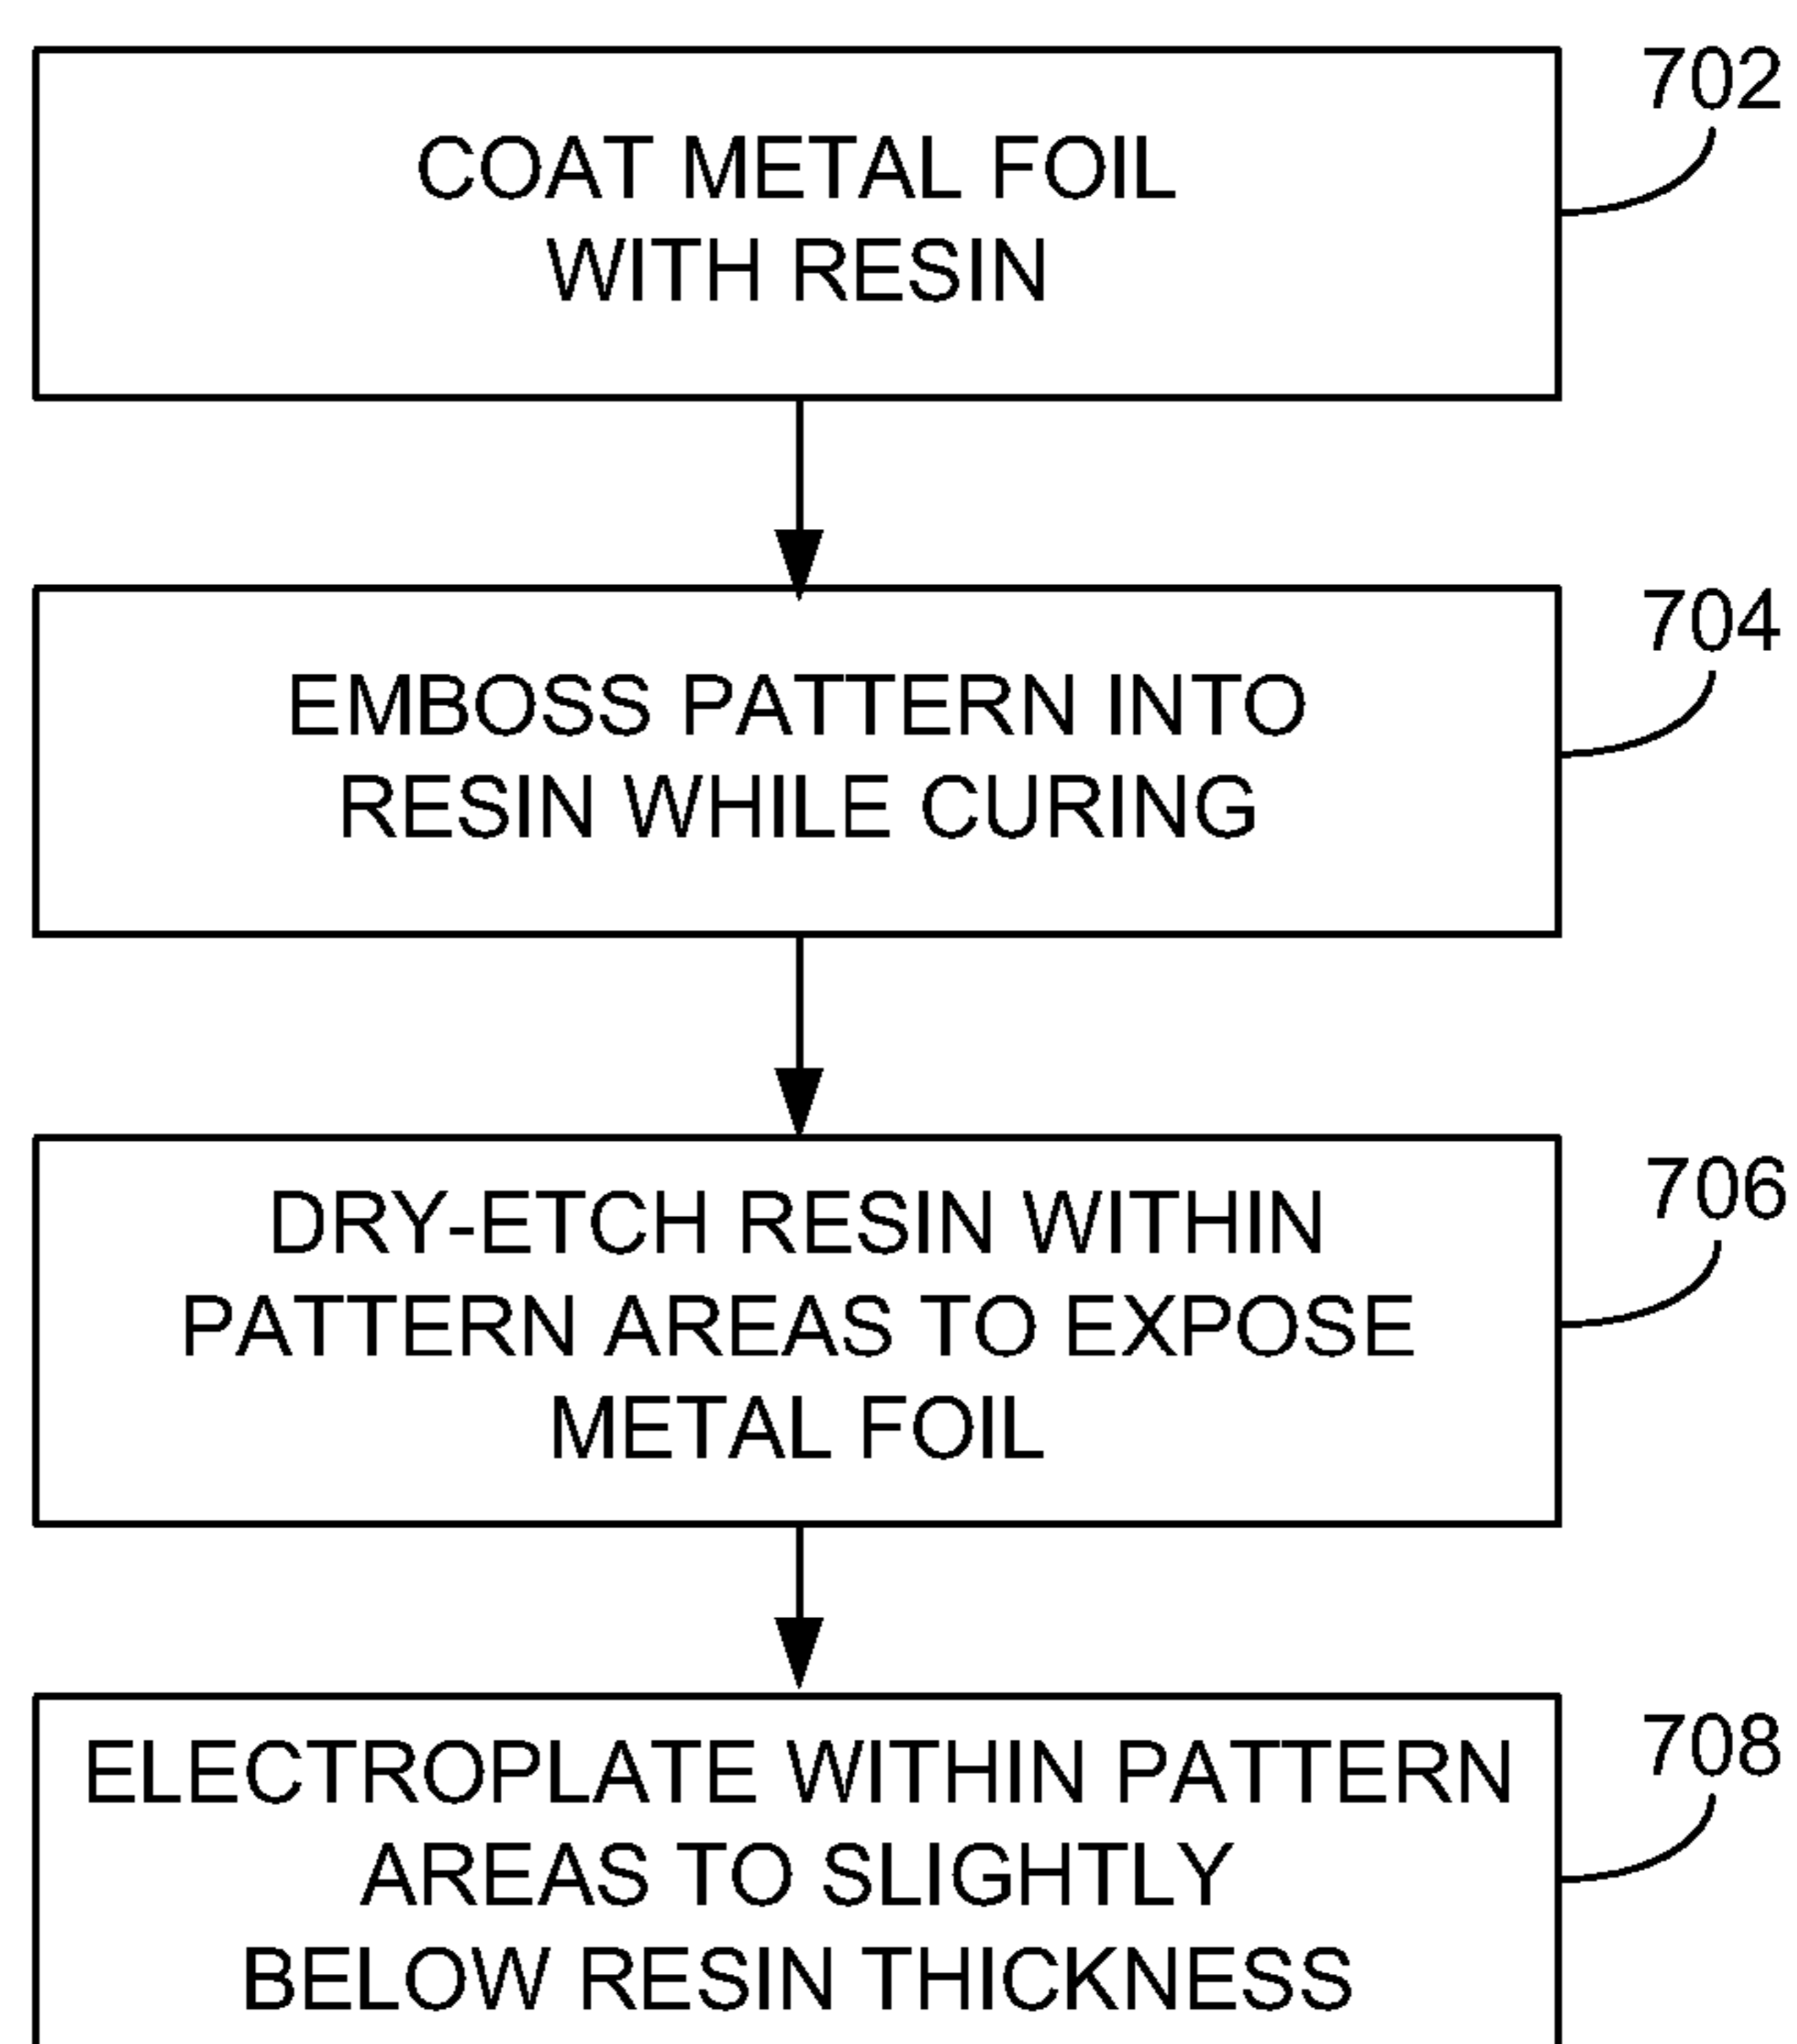 702
COAT METAL FOIL
WITH RESIN
704
EMBOSS PATTERN INTO
RESIN WHILE CURING
706
DRY-ETCH RESIN WITHIN
PATTERN AREAS TO EXPOSE
METAL FOIL
708
ELECTROPLATE WITHIN PATTERN
AREAS TO SLIGHTLY
BELOW RESIN THICKNESS